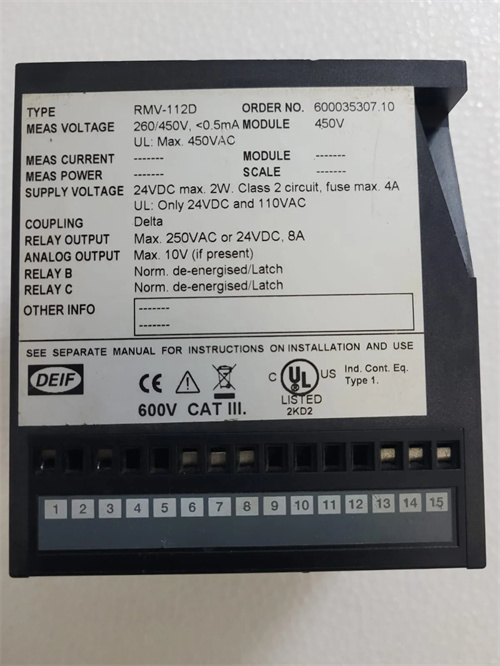 TYPE RMV-112D ORDER NO. 600035307.10
MEAS VOLTAGE 260/450V, <0.5mA MODULE 450V
UL: Max. 450VAC
MEAS CURRENT ------- MODULE -------
MEAS POWER ------- SCALE -------
SUPPLY VOLTAGE 24VDC max. 2W. Class 2 circuit, fuse max. 4A
UL: Only 24VDC and 110VAC
COUPLING Delta
RELAY OUTPUT Max. 250VAC or 24VDC, 8A
ANALOG OUTPUT Max. 10V (if present)
RELAY B Norm. de-energised/Latch
RELAY C Norm. de-energised/Latch
OTHER INFO -------
-------
SEE SEPARATE MANUAL FOR INSTRUCTIONS ON INSTALLATION AND USE
DEIF CE C UL US Ind. Cont. Eq.
Type 1.
LISTED
600V CAT III. 2KD2
1 2 3 4 5 6 7 8 9 10 11 12 13 14 15